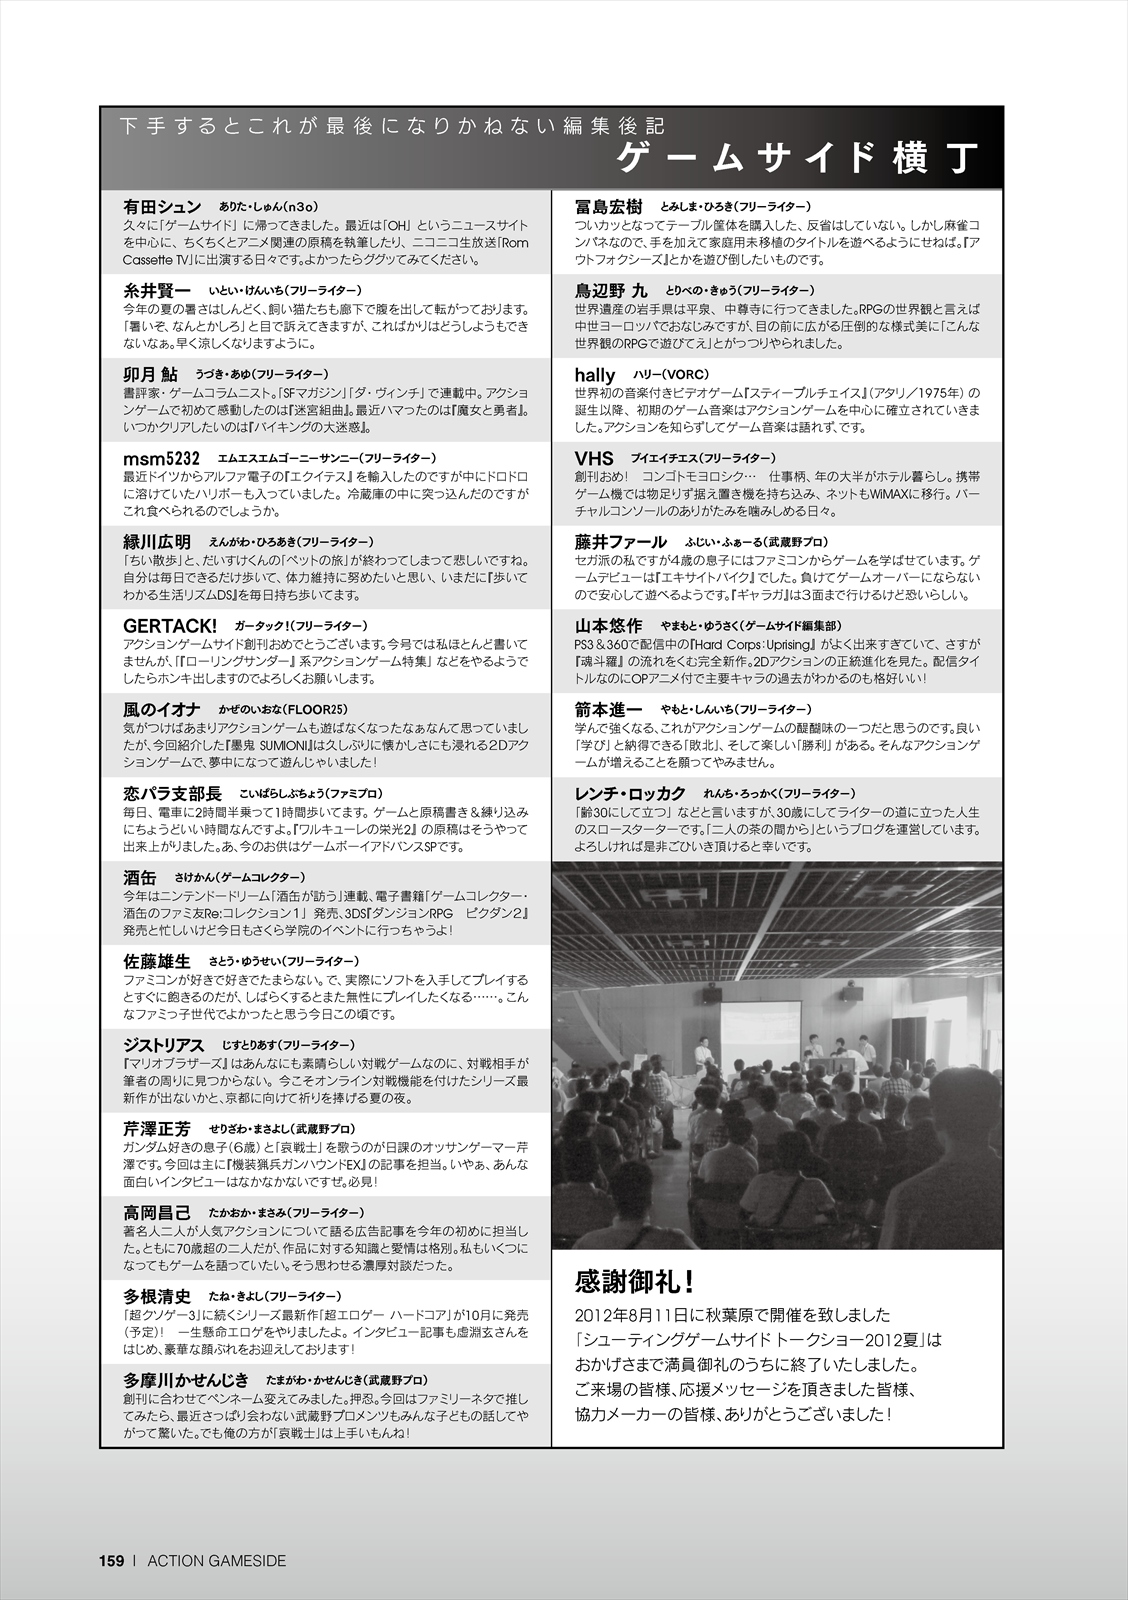 下手するとこれが最後になりかねない編集後記
ゲームサイド横丁
有田シュン ありた・しゅん(n3o)
久々に「ゲームサイド」に帰ってきました。最近は「OH」というニュースサイト
を中心に、ちくちくとアニメ関連の原稿を執筆したり、ニコニコ生放送「Rom
Cassette TV」に出演する日々です。よかったらググッてみてください。
糸井賢一 いとい・けんいち(フリーライター)
今年の夏の暑さはしんどく、飼い猫たちも廊下で腹を出して転がっております。
「暑いぞ、なんとかしろ」と目で訴えてきますが、こればかりはどうしようもでき
ないなぁ。早く涼しくなりますように。
卯月 鮎 うづき・あゆ(フリーライター)
書評家・ゲームコラムニスト。「SFマガジン」「ダ・ヴィンチ」で連載中。アクショ
ンゲームで初めて感動したのは『迷宮組曲』。最近ハマったのは『魔女と勇者』。
いつかクリアしたいのは『バイキングの大迷惑』。
msm5232 エムエスエムゴーニーサンニー(フリーライター)
最近ドイツからアルファ電子の『エクイテス』を輸入したのですが中にドロドロ
に溶けていたハリボーも入っていました。冷蔵庫の中に突っ込んだのですが
これ食べられるのでしょうか。
縁川広明 えんがわ・ひろあき(フリーライター)
「ちい散歩」と、だいすけくんの「ペットの旅」が終わってしまって悲しいですね。
自分は毎日できるだけ歩いて、体力維持に努めたいと思い、いまだに『歩いて
わかる生活リズムDS』を毎日持ち歩いてます。
GERTACK! ガータック!(フリーライター)
アクションゲームサイド創刊おめでとうございます。今号では私ほとんど書いて
ませんが、「『ローリングサンダー』系アクションゲーム特集」などをやるようで
したらホンキ出しますのでよろしくお願いします。
風のイオナ かぜのいおな(FLOOR25)
気がつけばあまりアクションゲームも遊ばなくなったなぁなんて思っていまし
たが、今回紹介した『墨鬼 SUMIONI』は久しぶりに懐かしさにも浸れる2Dアク
ションゲームで、夢中になって遊んじゃいました!
恋パラ支部長 こいぱらしぶちょう(ファミプロ)
毎日、電車に2時間半乗って1時間歩いてます。ゲームと原稿書き&練り込み
にちょうどいい時間なんですよ。『ワルキューレの栄光2』の原稿はそうやって
出来上がりました。あ、今のお供はゲームボーイアドバンスSPです。
酒缶 さけかん(ゲームコレクター)
今年はニンテンドードリーム「酒缶が訪う」連載、電子書籍「ゲームコレクター・
酒缶のファミ友Re:コレクション1」発売、3DS『ダンジョンRPG ピクダン2』
発売と忙しいけど今日もさくら学院のイベントに行っちゃうよ!
佐藤雄生 さとう・ゆうせい(フリーライター)
ファミコンが好きで好きでたまらない。で、実際にソフトを入手してプレイする
とすぐに飽きるのだが、しばらくするとまた無性にプレイしたくなる……。こん
なファミっ子世代でよかったと思う今日この頃です。
ジストリアス じすとりあす(フリーライター)
『マリオブラザーズ』はあんなにも素晴らしい対戦ゲームなのに、対戦相手が
筆者の周りに見つからない。今こそオンライン対戦機能を付けたシリーズ最
新作が出ないかと、京都に向けて祈りを捧げる夏の夜。
芹澤正芳 せりざわ・まさよし(武蔵野プロ)
ガンダム好きの息子(6歳)と「哀戦士」を歌うのが日課のオッサンゲーマー芹
澤です。今回は主に『機装猟兵ガンハウンドEX』の記事を担当。いやぁ、あんな
面白いインタビューはなかなかないですぜ。必見!
高岡昌己 たかおか・まさみ(フリーライター)
著名人二人が人気アクションについて語る広告記事を今年の初めに担当し
た。ともに70歳超の二人だが、作品に対する知識と愛情は格別。私もいくつに
なってもゲームを語っていたい。そう思わせる濃厚対談だった。
多根清史 たね・きよし(フリーライター)
「超クソゲー3」に続くシリーズ最新作「超エロゲー ハードコア」が10月に発売
(予定)! 一生懸命エロゲをやりましたよ。インタビュー記事も虚淵玄さんを
はじめ、豪華な顔ぶれをお迎えしております!
多摩川かせんじき たまがわ・かせんじき(武蔵野プロ)
創刊に合わせてペンネーム変えてみました。押忍。今回はファミリーネタで推し
てみたら、最近さっぱり会わない武蔵野プロメンツもみんな子どもの話してや
がって驚いた。でも俺の方が「哀戦士」は上手いもんね!
冨島宏樹 とみしま・ひろき(フリーライター)
ついカッとなってテーブル筐体を購入した、反省はしていない。しかし麻雀コ
ンパネなので、手を加えて家庭用未移植のタイトルを遊べるようにせねば。『ア
ウトフォクシーズ』とかを遊び倒したいものです。
鳥辺野 九 とりべの・きゅう(フリーライター)
世界遺産の岩手県は平泉、中尊寺に行ってきました。RPGの世界観と言えば
中世ヨーロッパでおなじみですが、目の前に広がる圧倒的な様式美に「こんな
世界観のRPGで遊びてえ」とがっつりやられました。
hally ハリー(VORC)
世界初の音楽付きビデオゲーム『スティープルチェイス』(アタリ/1975年)の
誕生以降、初期のゲーム音楽はアクションゲームを中心に確立されていきま
した。アクションを知らずしてゲーム音楽は語れず、です。
VHS ブイエイチエス(フリーライター)
創刊おめ! コンゴトモヨロシク… 仕事柄、年の大半がホテル暮らし。携帯
ゲーム機では物足りず据え置き機を持ち込み、ネットもWiMAXに移行。バー
チャルコンソールのありがたみを噛みしめる日々。
藤井ファール ふじい・ふぁーる(武蔵野プロ)
セガ派の私ですが4歳の息子にはファミコンからゲームを学ばせています。ゲ
ームデビューは『エキサイトバイク』でした。負けてゲームオーバーにならない
ので安心して遊べるようです。『ギャラガ』は3面まで行けるけど恐いらしい。
山本悠作 やまもと・ゆうさく(ゲームサイド編集部)
PS3&360で配信中の『Hard Corps:Uprising』がよく出来すぎていて、さすが
『魂斗羅』の流れをくむ完全新作。2Dアクションの正統進化を見た。配信タイ
トルなのにOPアニメ付で主要キャラの過去がわかるのも格好いい!
箭本進一 やもと・しんいち(フリーライター)
学んで強くなる、これがアクションゲームの醍醐味の一つだと思うのです。良い
「学び」と納得できる「敗北」、そして楽しい「勝利」がある。そんなアクションゲ
ームが増えることを願ってやみません。
レンチ・ロッカク れんち・ろっかく(フリーライター)
「齢30にして立つ」などと言いますが、30歳にしてライターの道に立った人生
のスロースターターです。「二人の茶の間から」というブログを運営しています。
よろしければ是非ごひいき頂けると幸いです。
感謝御礼!
2012年8月11日に秋葉原で開催を致しました
「シューティングゲームサイド トークショー2012夏」は
おかげさまで満員御礼のうちに終了いたしました。
ご来場の皆様、応援メッセージを頂きました皆様、
協力メーカーの皆様、ありがとうございました!
159 | ACTION GAMESIDE